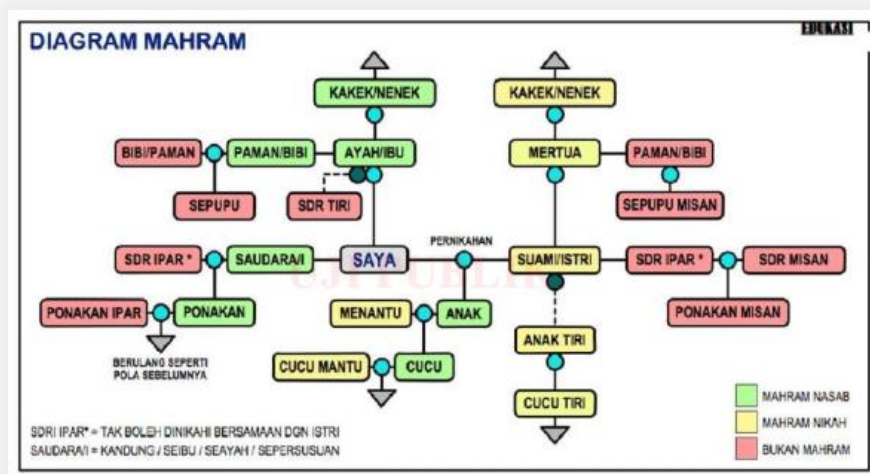 EDUKASI
DIAGRAM MAHRAM
KAKEK/NENEK
KAKEK/NENEK
BIBI/PAMAN
PAMAN/BIBI
AYAH/IBU
MERTUA
PAMAN/BIBI
SEPUPU
SDR TIRI
SEPUPU MISAN
PERNIKAHAN
SDR IPAR *
SAUDARA/I
SAYA
SUAMI/ISTRI
SDR IPAR *
SDR MISAN
UJI PUBLIK
PONAKAN IPAR
PONAKAN
MENANTU
ANAK
PONAKAN MISAN
ANAK TIRI
BERULANG SEPERTI
POLA SEBELUMNYA
CUCU MANTU
CUCU
CUCU TIRI
MAHRAM NASAB
MAHRAM NIKAH
BUKAN MAHRAM
SDRI IPAR* = TAK BOLEH DINIKAHI BERSAMAAN DGN ISTRI
SAUDARA/I = KANDUNG / SEIBU / SEAYAH / SEPERSUSUAN